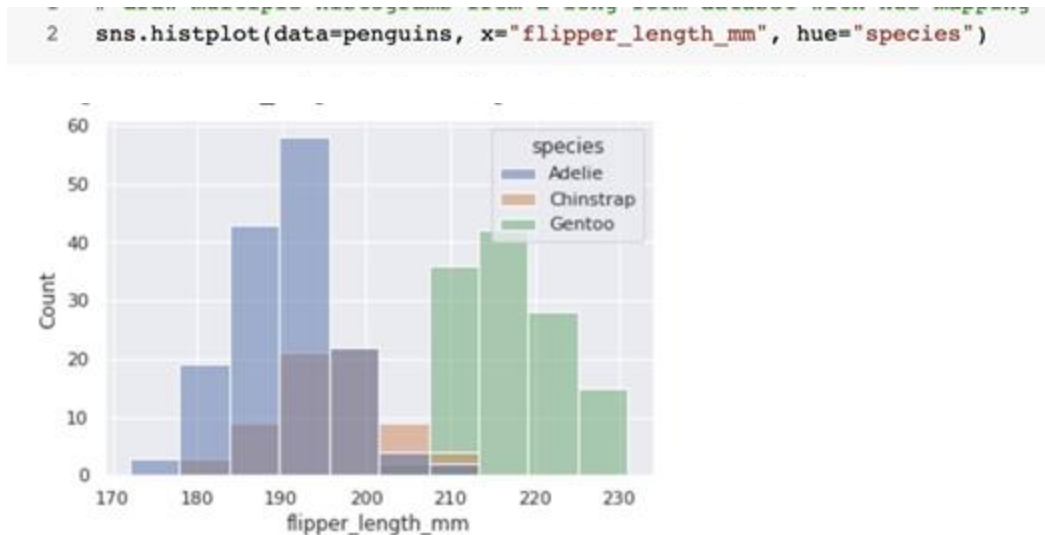 2 sns.histplot(data=penguins, x="flipper_length_mm", hue="species")
60
species
Adelie
50
Chinstrap
Gentoo
40
Count
30
20
10
0
170 180 190 200 210 220 230
flipper_length_mm